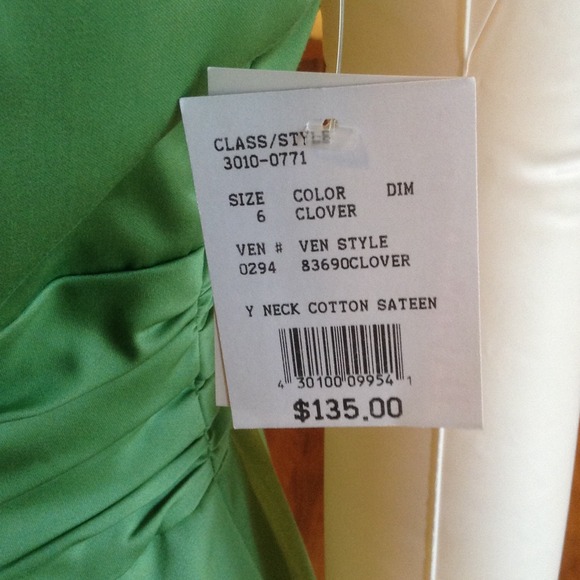 CLASS/STYLE
3010-0771
SIZE COLOR DIM
6 CLOVER
VEN # VEN STYLE
0294 83690CLOVER
Y NECK COTTON SATEEN
4 30100 09954 1
$135.00